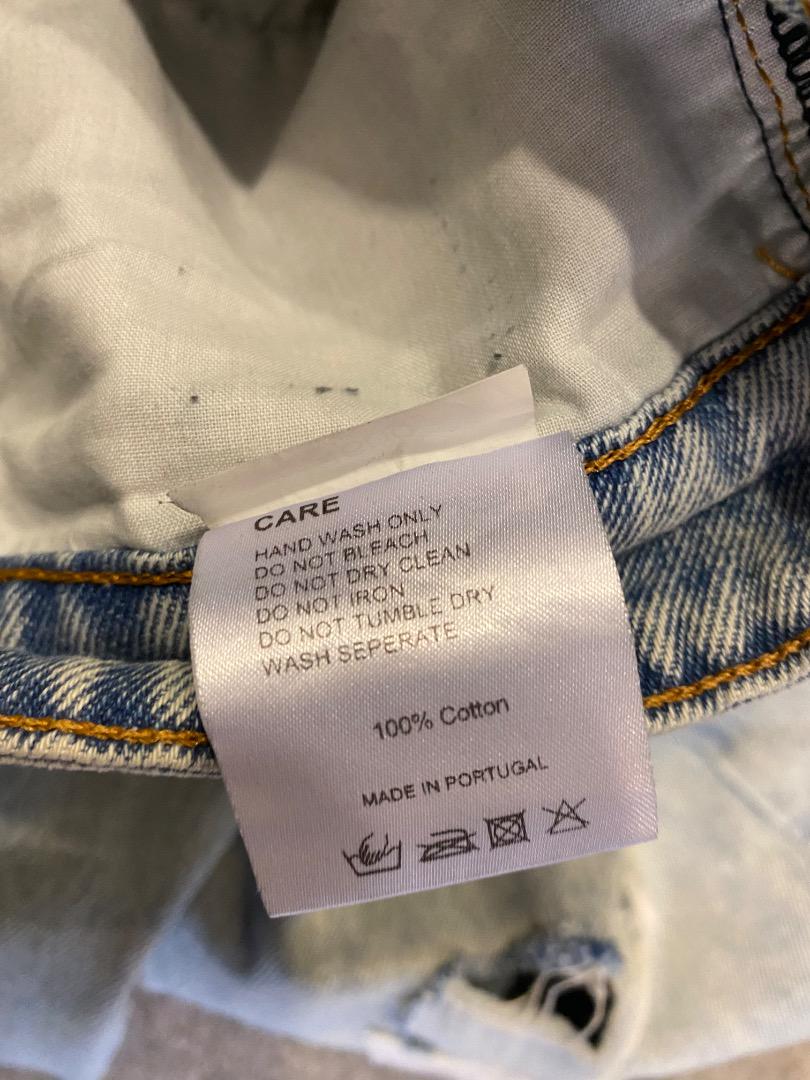 CARE
HAND WASH ONLY
DO NOT BLEACH
DO NOT DRY CLEAN
DO NOT IRON
DO NOT TUMBLE DRY
WASH SEPERATE
100% Cotton
MADE IN PORTUGAL